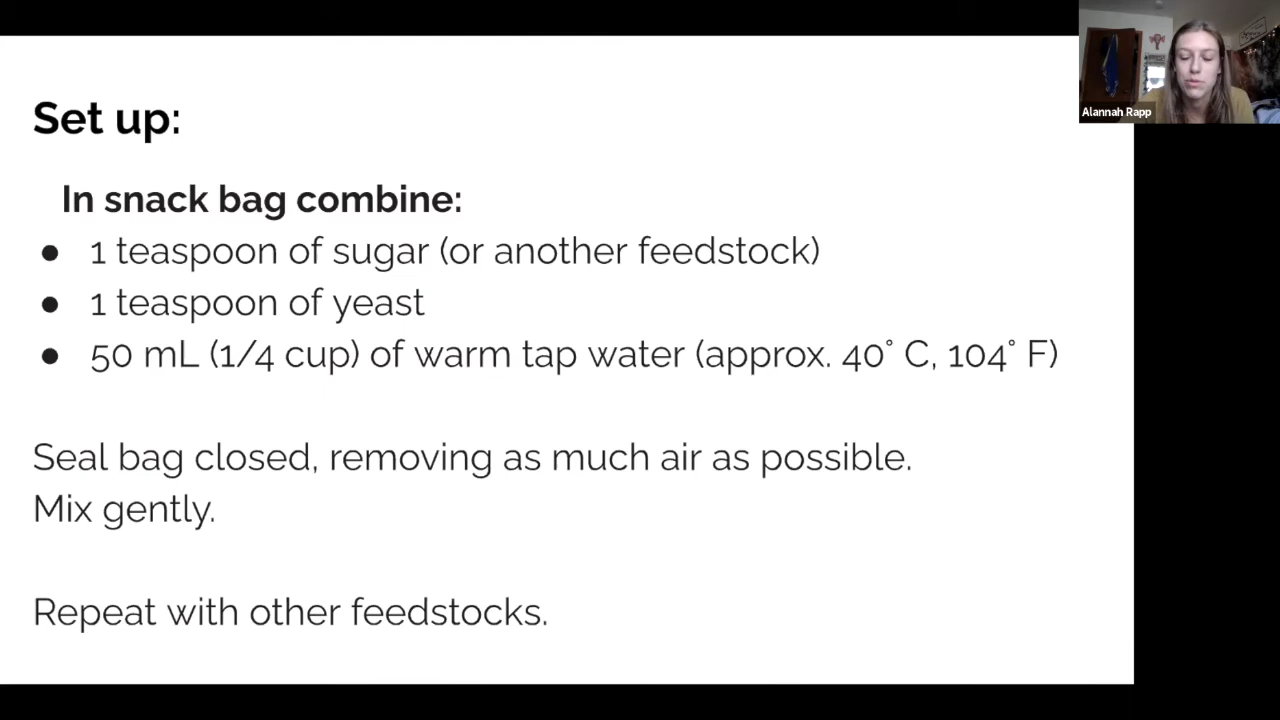 Set up:
In snack bag combine:
● 1 teaspoon of sugar (or another feedstock)
● 1 teaspoon of yeast
● 50 mL (1/4 cup) of warm tap water (approx. 40° C, 104° F)
Seal bag closed, removing as much air as possible.
Mix gently.
Repeat with other feedstocks.
Alannah Rapp